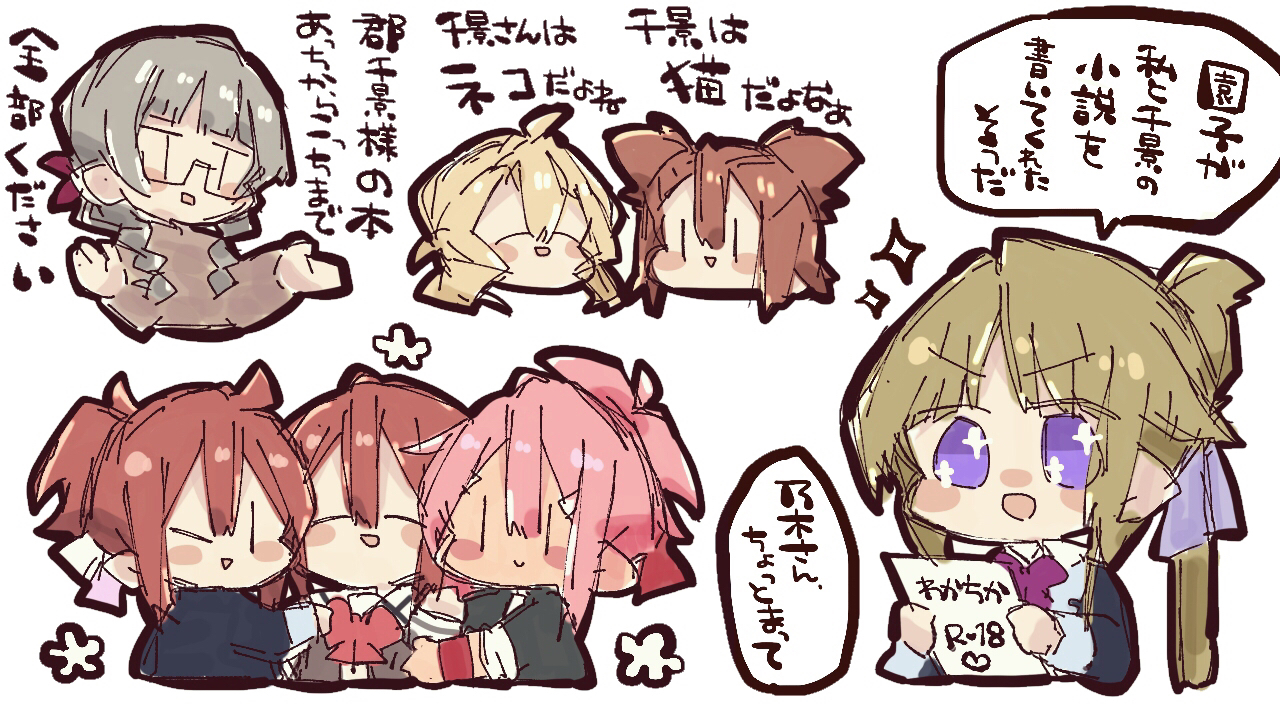 園子が
私と千景の
小説を
書いてくれた
そうだ
千景は
猫だよなぁ
千景さんは
ネコだよね
郡千景様の本
あっちからこっちまで
全部ください
乃木さん、
ちょっとまって
わかちか
R-18
♡